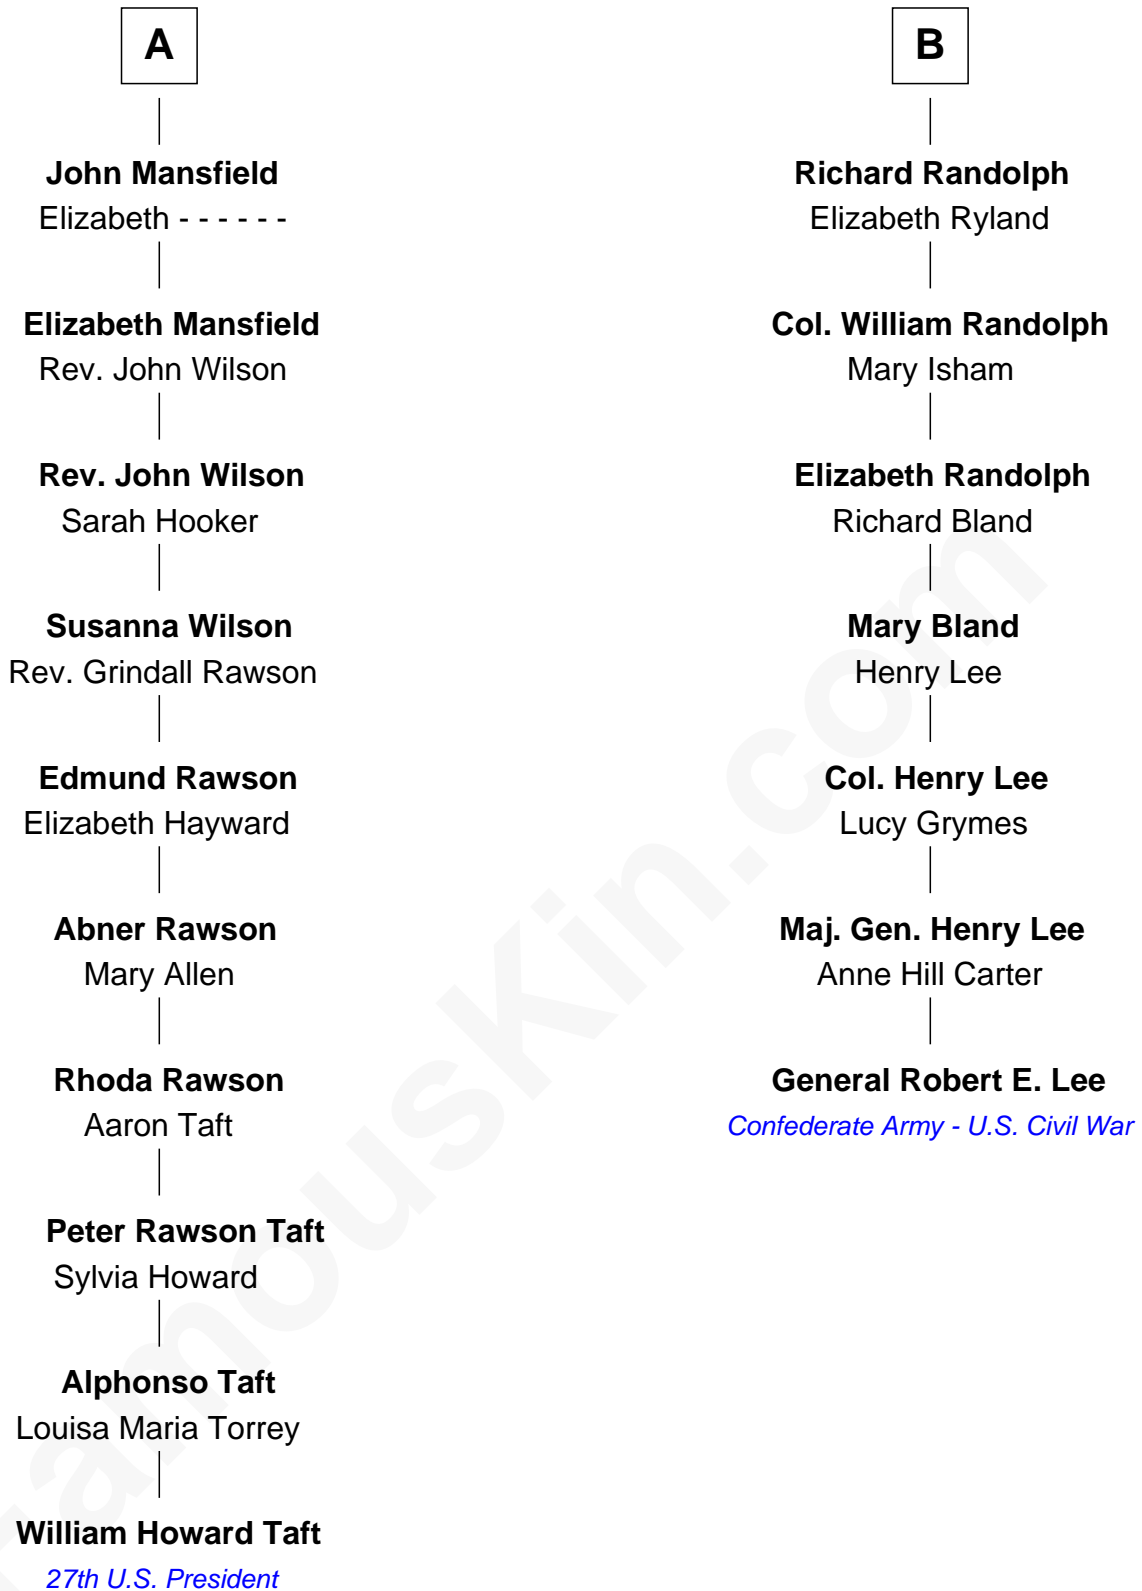 A
John Mansfield
Elizabeth - - - - - -
Elizabeth Mansfield
Rev. John Wilson
Rev. John Wilson
Sarah Hooker
Susanna Wilson
Rev. Grindall Rawson
Edmund Rawson
Elizabeth Hayward
Abner Rawson
Mary Allen
Rhoda Rawson
Aaron Taft
Peter Rawson Taft
Sylvia Howard
Alphonso Taft
Louisa Maria Torrey
William Howard Taft
27th U.S. President
B
Richard Randolph
Elizabeth Ryland
Col. William Randolph
Mary Isham
Elizabeth Randolph
Richard Bland
Mary Bland
Henry Lee
Col. Henry Lee
Lucy Grymes
Maj. Gen. Henry Lee
Anne Hill Carter
General Robert E. Lee
Confederate Army - U.S. Civil War
FamousKin.com